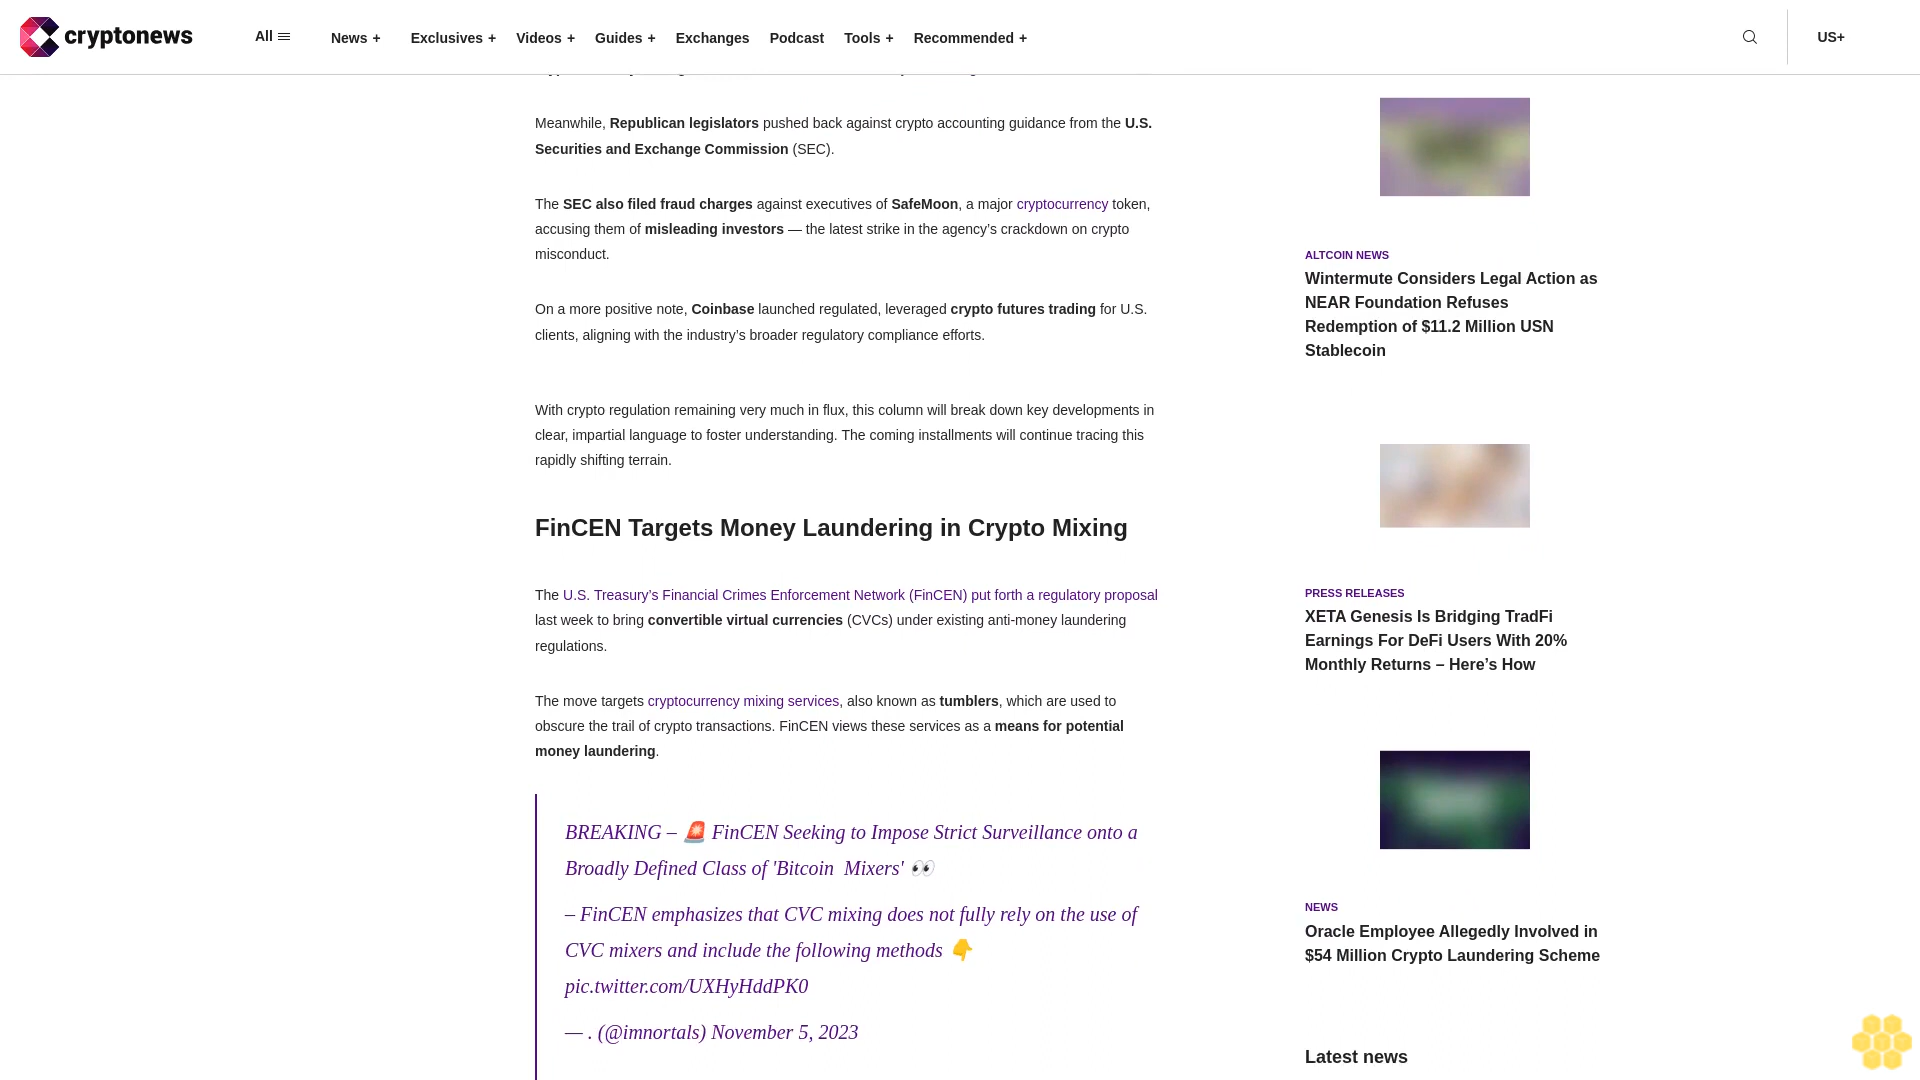 cryptonews
All
News +
Exclusives +
Videos +
Guides +
Exchanges
Podcast
Tools +
Recommended +
US+
Meanwhile, Republican legislators pushed back against crypto accounting guidance from the U.S.
Securities and Exchange Commission (SEC).
The SEC also filed fraud charges against executives of SafeMoon, a major cryptocurrency token,
accusing them of misleading investors — the latest strike in the agency’s crackdown on crypto
misconduct.
On a more positive note, Coinbase launched regulated, leveraged crypto futures trading for U.S.
clients, aligning with the industry’s broader regulatory compliance efforts.
With crypto regulation remaining very much in flux, this column will break down key developments in
clear, impartial language to foster understanding. The coming installments will continue tracing this
rapidly shifting terrain.
FinCEN Targets Money Laundering in Crypto Mixing
The U.S. Treasury’s Financial Crimes Enforcement Network (FinCEN) put forth a regulatory proposal
last week to bring convertible virtual currencies (CVCs) under existing anti-money laundering
regulations.
The move targets cryptocurrency mixing services, also known as tumblers, which are used to
obscure the trail of crypto transactions. FinCEN views these services as a means for potential
money laundering.
BREAKING – 🚨 FinCEN Seeking to Impose Strict Surveillance onto a
Broadly Defined Class of 'Bitcoin  Mixers' 👀
– FinCEN emphasizes that CVC mixing does not fully rely on the use of
CVC mixers and include the following methods 👇
pic.twitter.com/UXHyHddPK0
— . (@imnortals) November 5, 2023
ALTCOIN NEWS
Wintermute Considers Legal Action as
NEAR Foundation Refuses
Redemption of $11.2 Million USN
Stablecoin
PRESS RELEASES
XETA Genesis Is Bridging TradFi
Earnings For DeFi Users With 20%
Monthly Returns – Here’s How
NEWS
Oracle Employee Allegedly Involved in
$54 Million Crypto Laundering Scheme
Latest news